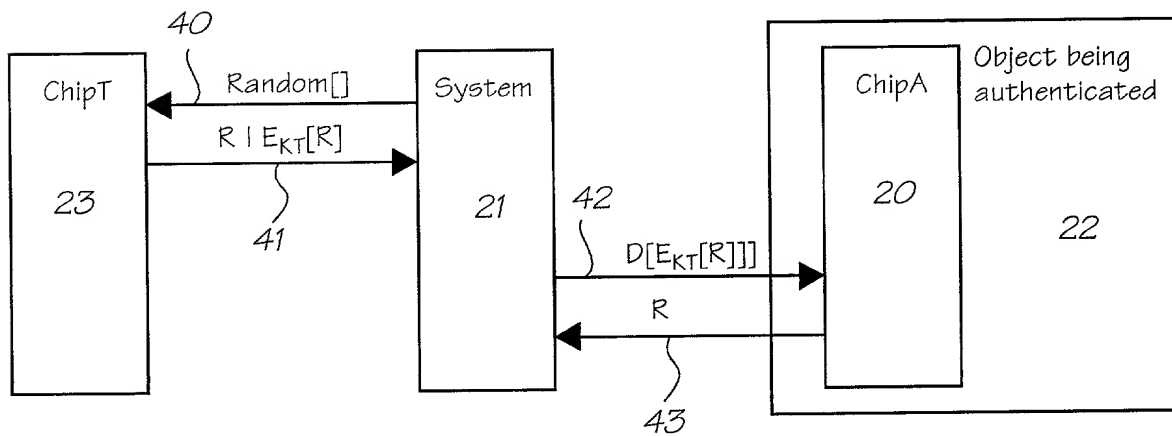 40
ChipT
Random[]
System
ChipA
Object being
authenticated
R | E_KT[R]
23
41
21
42
20
22
D[E_KT[R]]]
R
43